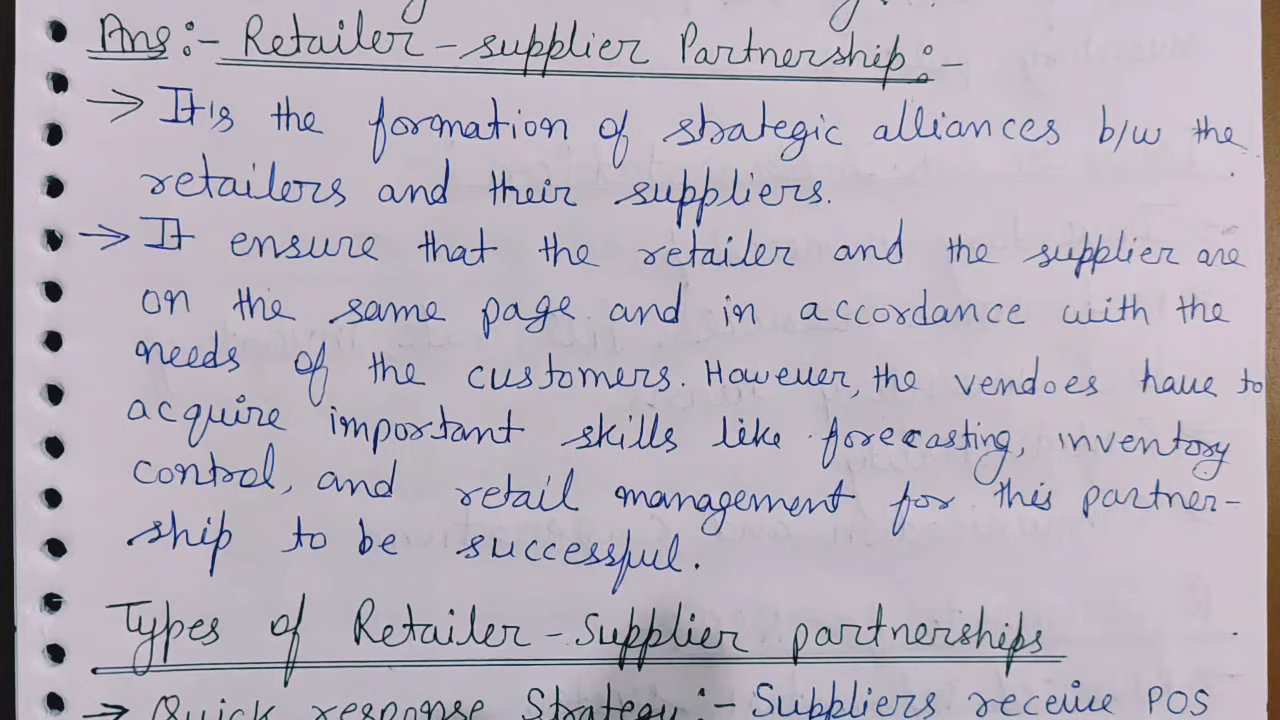 Ans:- Retailer-supplier Partnership:-
→ It is the formation of strategic alliances b/w the
retailers and their suppliers.
→ It ensure that the retailer and the supplier are
on the same page and in accordance with the
needs of the customers. However, the vendoes have to
acquire important skills like forecasting, inventory
control, and retail management for this partner-
ship to be successful.
Types of Retailer-Supplier partnerships
→ Quick response Strategy:- Suppliers receive POS